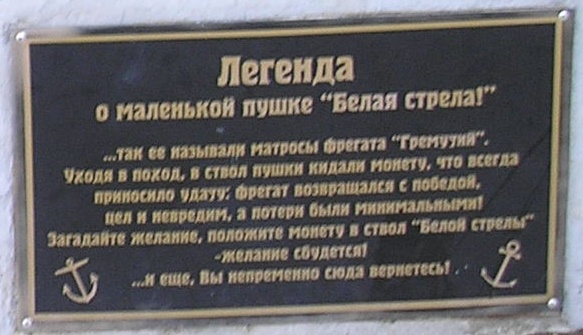 Легенда
о маленькой пушке "Белая стрела!"
...так ее называли матросы фрегата "Гремучий".
Уходя в поход, в ствол пушки кидали монету, что всегда
приносило удачу: фрегат возвращался с победой,
цел и невредим, а потери были минимальными!
Загадайте желание, положите монету в ствол "Белой стрелы"
-желание сбудется!
...и еще, Вы непременно сюда вернетесь!